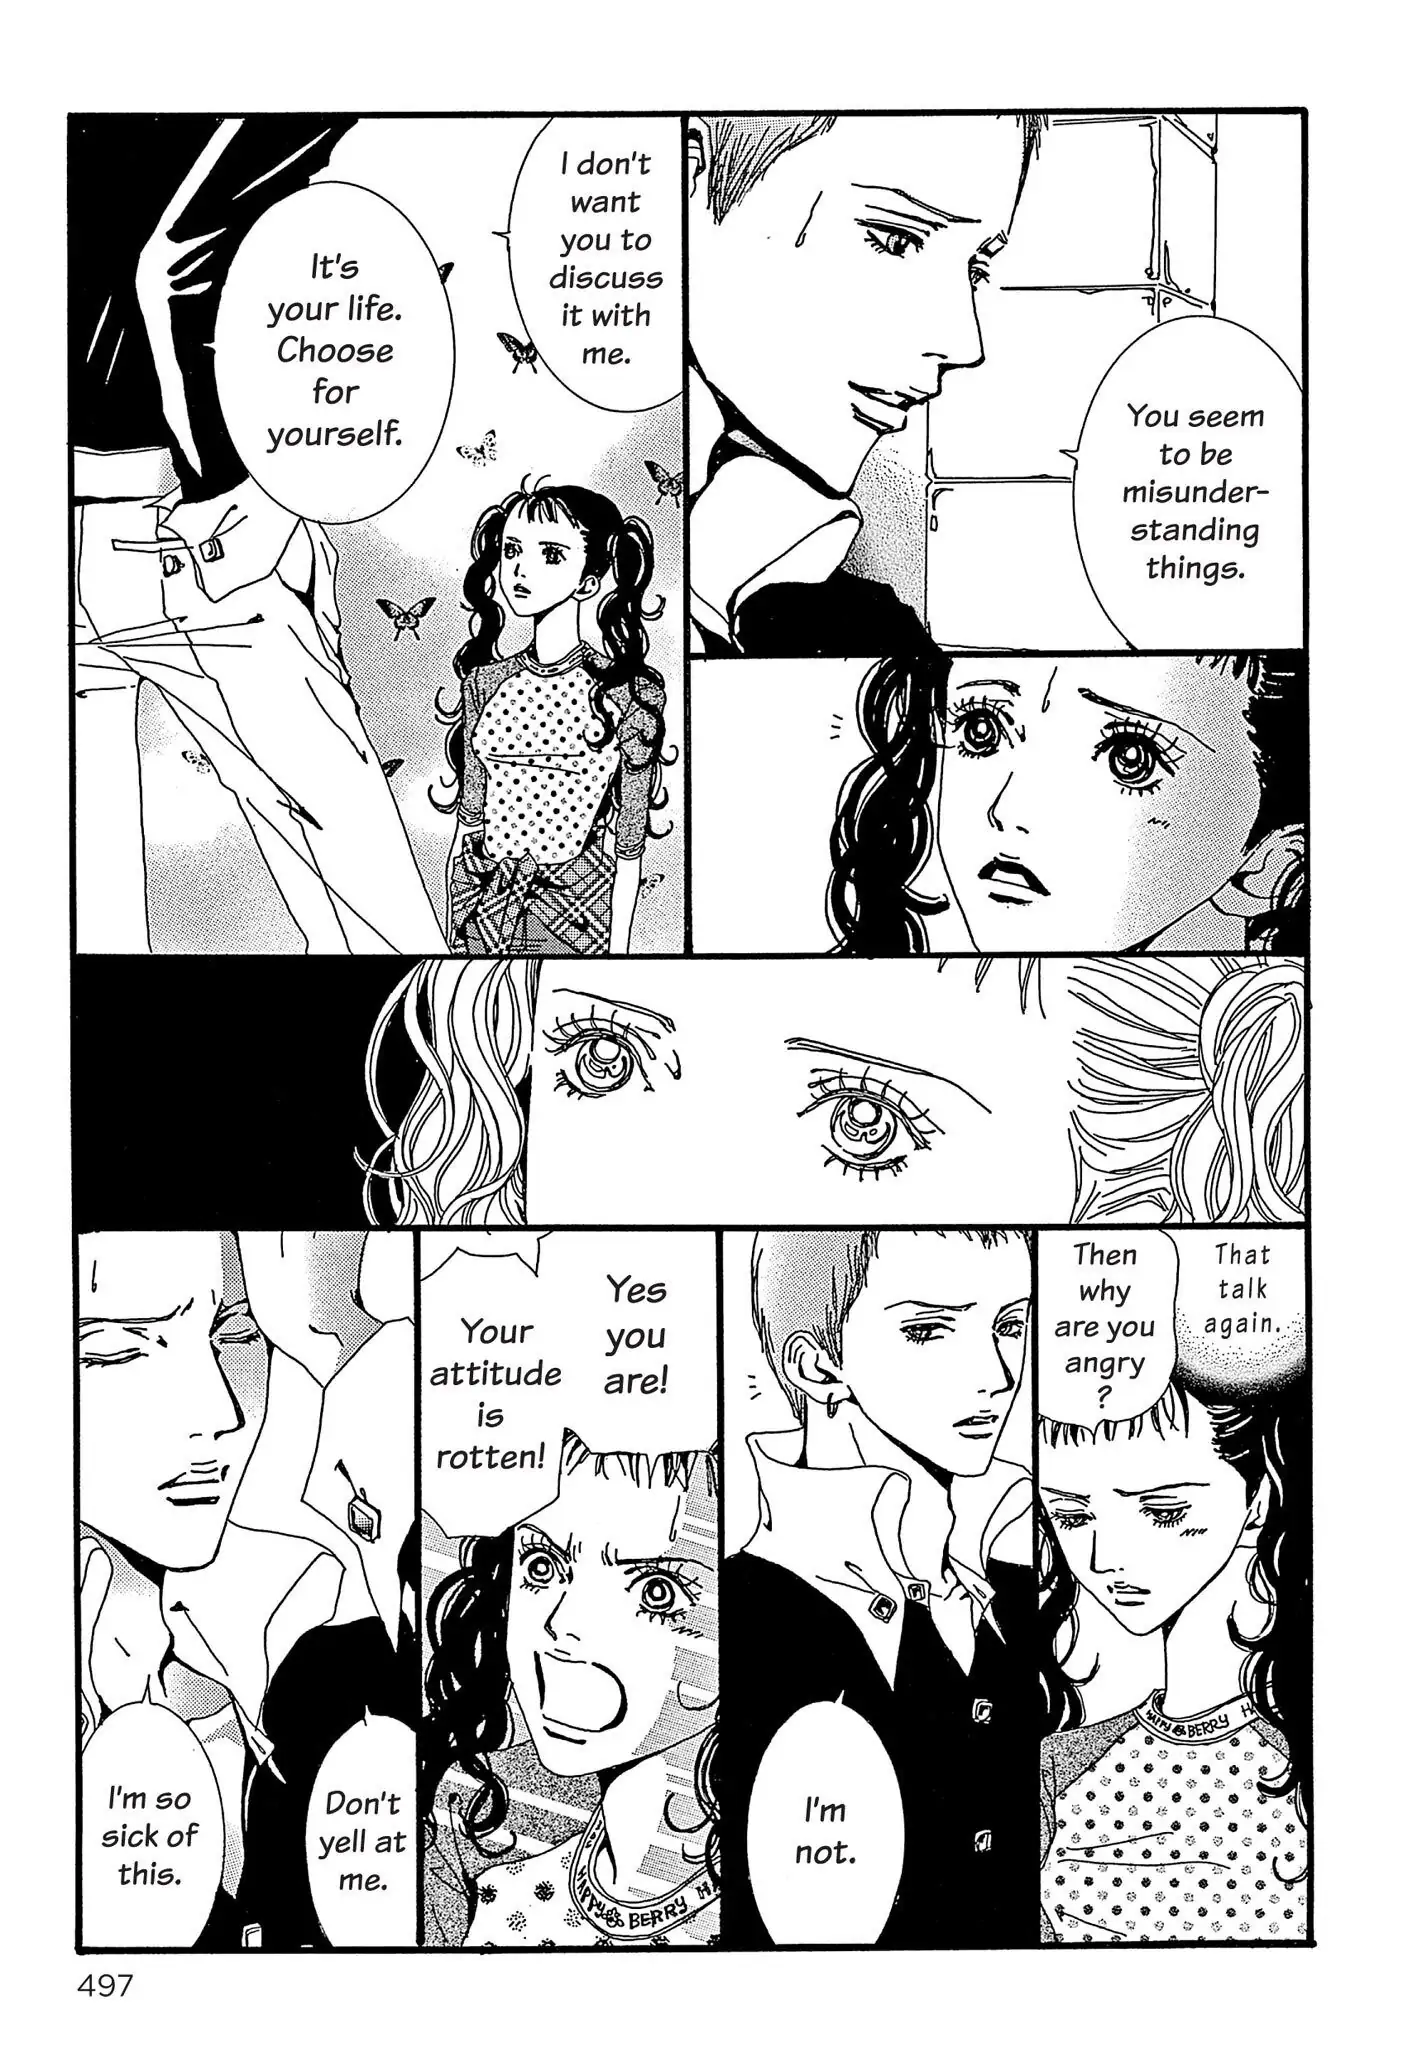 You seem
to be
misunder-
standing
things.
I don't
want
you to
discuss
it with
me.
It's
your life.
Choose
for
yourself.
That
talk
again.
Then
why
are you
angry
?
BERRY
I'm
not.
Yes
you
are!
Your
attitude
is
rotten!
HAPPY BERRY
Don't
yell at
me.
I'm so
sick of
this.
497